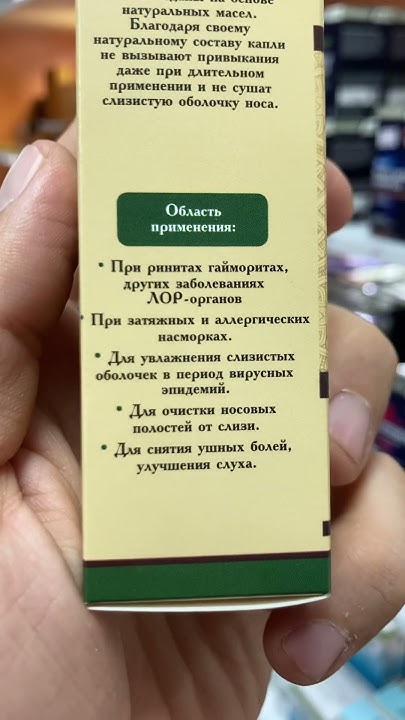 на основе
натуральных масел.
Благодаря своему
натуральному составу капли
не вызывают привыкания
даже при длительном
применении и не сушат
слизистую оболочку носа.
Область
применения:
• При ринитах гайморитах,
других заболеваниях
ЛОР-органов
• При затяжных и аллергических
насморках.
• Для увлажнения слизистых
оболочек в период вирусных
эпидемий.
• Для очистки носовых
полостей от слизи.
• Для снятия ушных болей,
улучшения слуха.